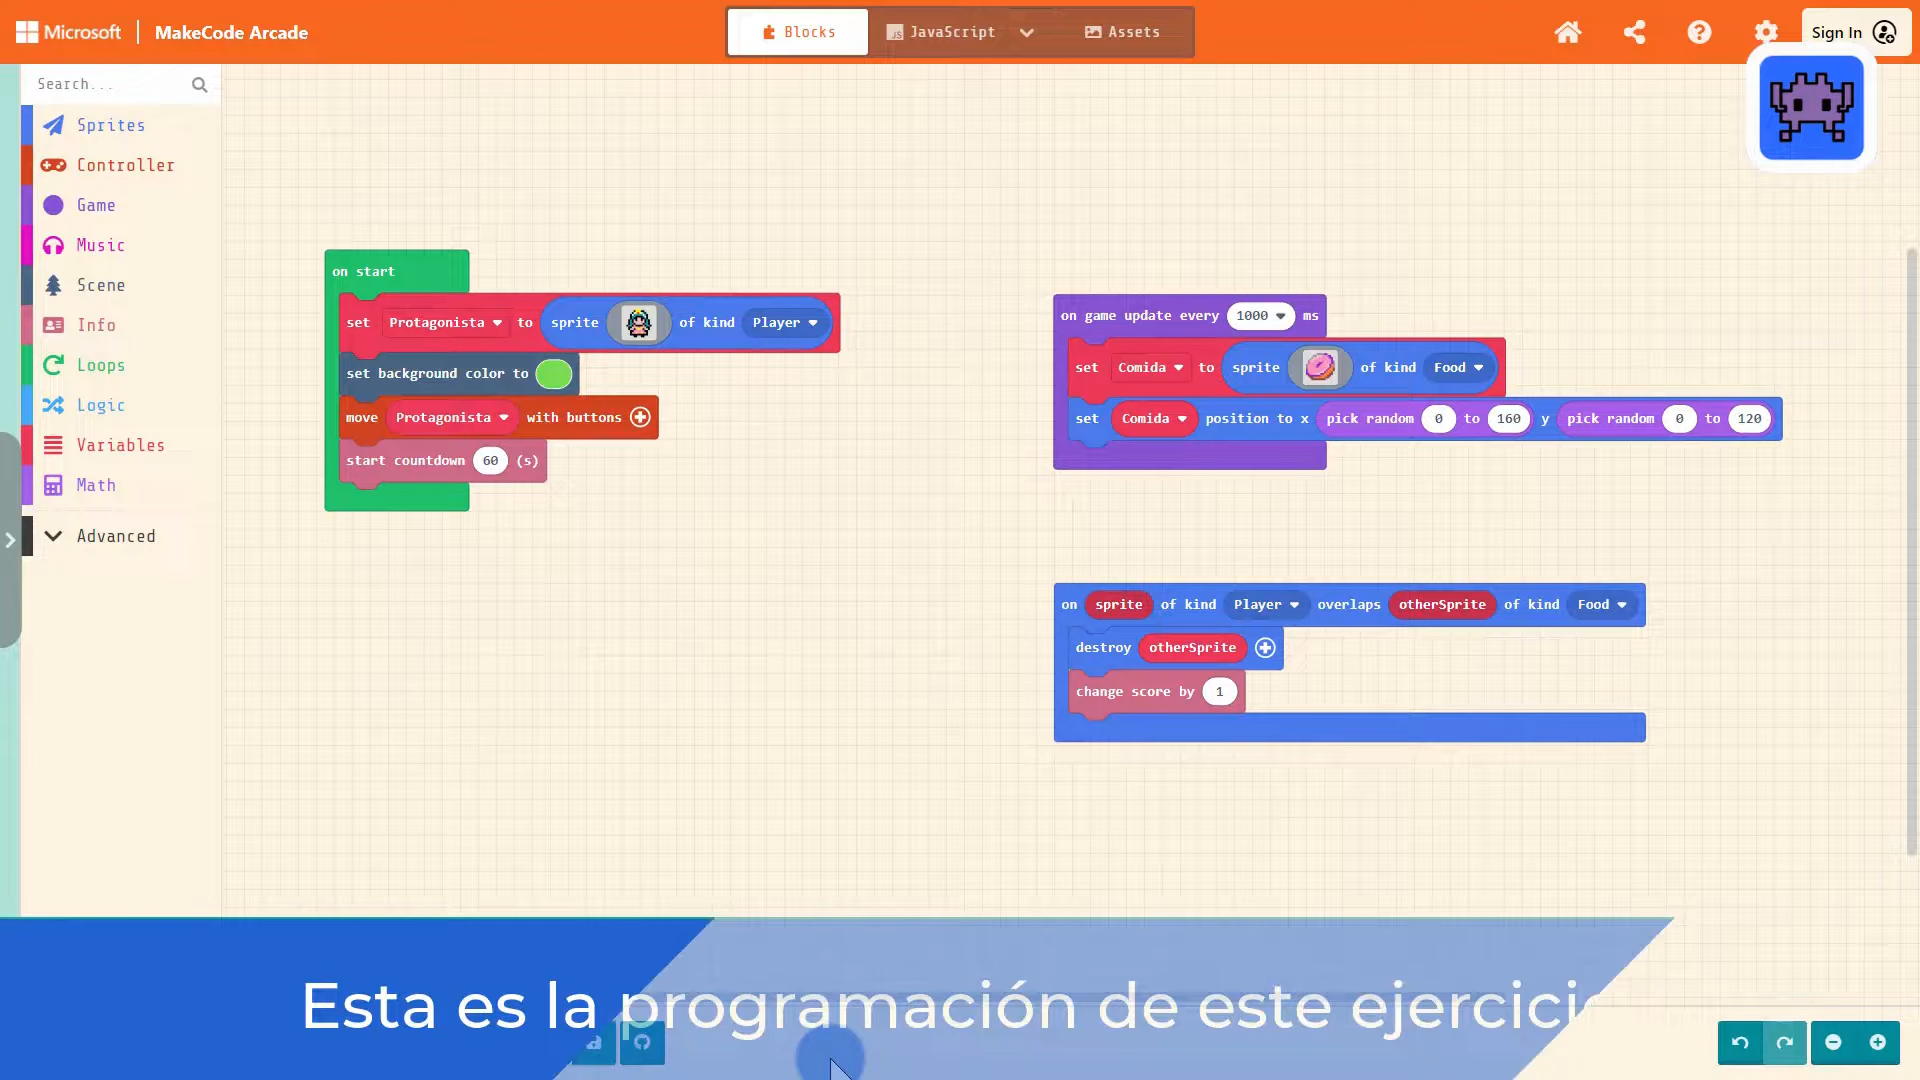 Microsoft | MakeCode Arcade
Blocks
JavaScript
Assets
Sign In
Search...
Sprites
Controller
Game
Music
Scene
Info
Loops
Logic
Variables
Math
Advanced
on start
set Protagonista to sprite of kind Player
set background color to
move Protagonista with buttons
start countdown 60 (s)
on game update every 1000 ms
set Comida to sprite of kind Food
set Comida position to x pick random 0 to 160 y pick random 0 to 120
on sprite of kind Player overlaps otherSprite of kind Food
destroy otherSprite
change score by 1
Esta es la programación de este ejercici